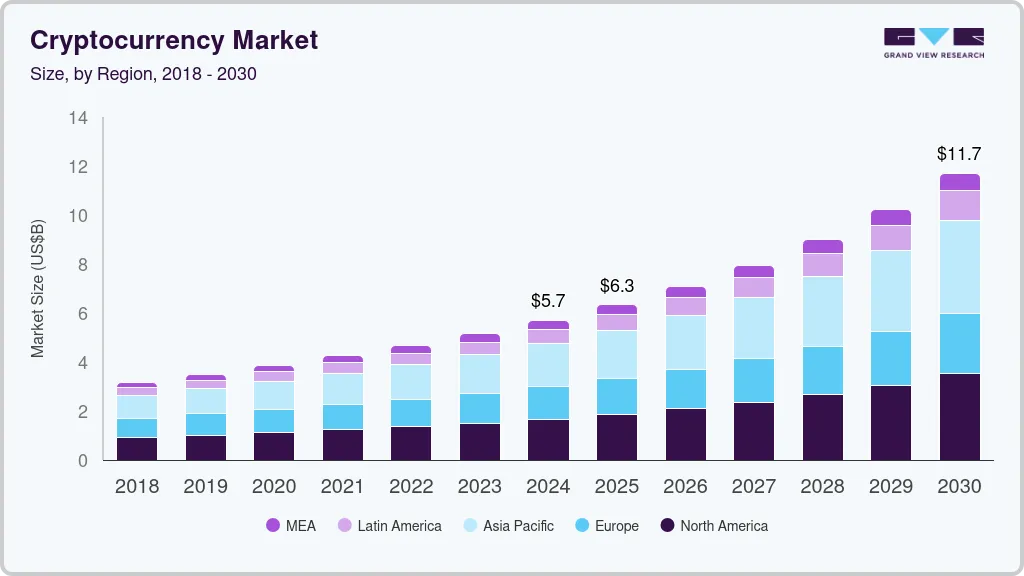 Cryptocurrency Market
Size, by Region, 2018 - 2030
GRAND VIEW RESEARCH
Market Size (US$B)
14
12
10
8
6
4
2
0
$5.7
$6.3
$11.7
2018 2019 2020 2021 2022 2023 2024 2025 2026 2027 2028 2029 2030
MEA Latin America Asia Pacific Europe North America